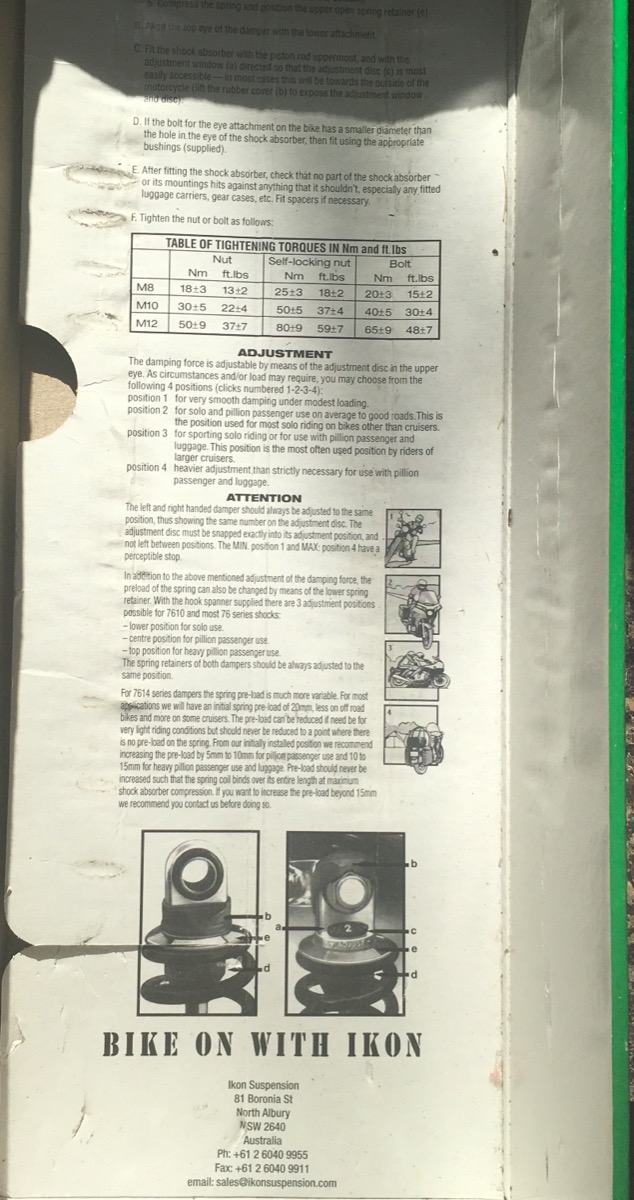 5. Compress the spring and position the upper open spring retainer (e).
B. Align the top eye of the damper with the lower attachment.
C. Fit the shock absorber with the piston rod uppermost, and with the
adjustment window (a) directed so that the adjustment disc (c) is most
easily accessible — in most cases this will be towards the outside of the
motorcycle (lift the rubber cover (b) to expose the adjustment window
and disc).
D. If the bolt for the eye attachment on the bike has a smaller diameter than
the hole in the eye of the shock absorber, then fit using the appropriate
bushings (supplied).
E. After fitting the shock absorber, check that no part of the shock absorber
or its mountings hits against anything that it shouldn't, especially any fitted
luggage carriers, gear cases, etc. Fit spacers if necessary.
F. Tighten the nut or bolt as follows:
TABLE OF TIGHTENING TORQUES IN Nm and ft.lbs
Nut Self-locking nut Bolt
Nm ft.lbs Nm ft.lbs Nm ft.lbs
M8 18±3 13±2 25±3 18±2 20±3 15±2
M10 30±5 22±4 50±5 37±4 40±5 30±4
M12 50±9 37±7 80±9 59±7 65±9 48±7
ADJUSTMENT
The damping force is adjustable by means of the adjustment disc in the upper
eye. As circumstances and/or load may require, you may choose from the
following 4 positions (clicks numbered 1-2-3-4):
position 1 for very smooth damping under modest loading.
position 2 for solo and pillion passenger use on average to good roads. This is
the position used for most solo riding on bikes other than cruisers.
position 3 for sporting solo riding or for use with pillion passenger and
luggage. This position is the most often used position by riders of
larger cruisers.
position 4 heavier adjustment than strictly necessary for use with pillion
passenger and luggage.
ATTENTION
The left and right handed damper should always be adjusted to the same
position, thus showing the same number on the adjustment disc. The
adjustment disc must be snapped exactly into its adjustment position, and
not left between positions. The MIN. position 1 and MAX. position 4 have a
perceptible stop.
In addition to the above mentioned adjustment of the damping force, the
preload of the spring can also be changed by means of the lower spring
retainer. With the hook spanner supplied there are 3 adjustment positions
possible for 7610 and most 76 series shocks:
– lower position for solo use.
– centre position for pillion passenger use.
– top position for heavy pillion passenger use.
The spring retainers of both dampers should be always adjusted to the
same position.
For 7614 series dampers the spring pre-load is much more variable. For most
applications we will have an initial spring pre-load of 20mm, less on off road
bikes and more on some cruisers. The pre-load can be reduced if need be for
very light riding conditions but should never be reduced to a point where there
is no pre-load on the spring. From our initially installed position we recommend
increasing the pre-load by 5mm to 10mm for pillion passenger use and 10 to
15mm for heavy pillion passenger use and luggage. Pre-load should never be
increased such that the spring coil binds over its entire length at maximum
shock absorber compression. If you want to increase the pre-load beyond 15mm
we recommend you contact us before doing so.
1
2
3
4
b
e
d
b
a
2
c
e
d
BIKE ON WITH IKON
Ikon Suspension
81 Boronia St
North Albury
NSW 2640
Australia
Ph: +61 2 6040 9955
Fax: +61 2 6040 9911
email: sales@ikonsuspension.com